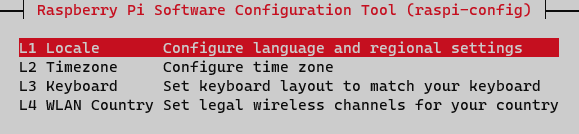 Raspberry Pi Software Configuration Tool (raspi-config)
L1 Locale Configure language and regional settings
L2 Timezone Configure time zone
L3 Keyboard Set keyboard layout to match your keyboard
L4 WLAN Country Set legal wireless channels for your country